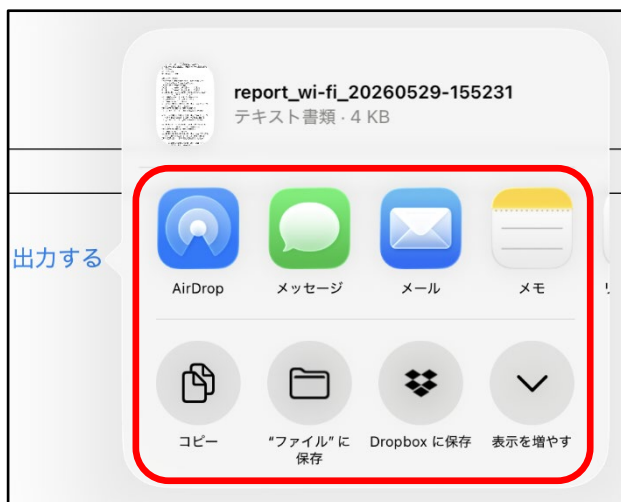 report_wi-fi_20260529-155231
テキスト書類・4 KB
出力する
AirDrop
メッセージ
メール
メモ
コピー
“ファイル”に
保存
Dropbox に保存
表示を増やす